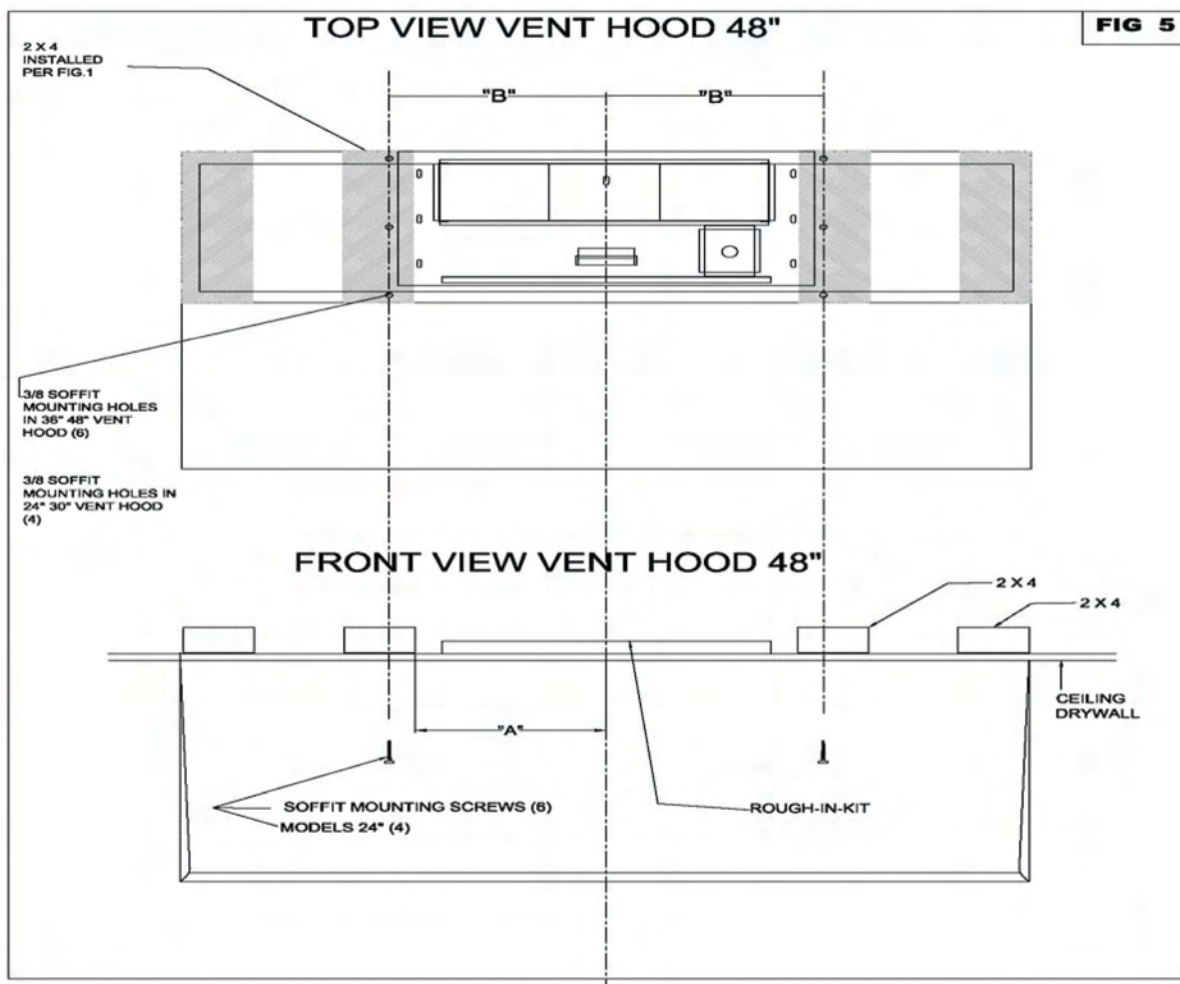 TOP VIEW VENT HOOD 48"
FIG 5
2 X 4
INSTALLED
PER FIG.1
"B"
"B"
3/8 SOFFIT
MOUNTING HOLES
IN 36" 48" VENT
HOOD (6)
3/8 SOFFIT
MOUNTING HOLES IN
24" 30" VENT HOOD
(4)
FRONT VIEW VENT HOOD 48"
2 X 4
2 X 4
CEILING
DRYWALL
"A"
SOFFIT MOUNTING SCREWS (6)
MODELS 24" (4)
ROUGH-IN-KIT